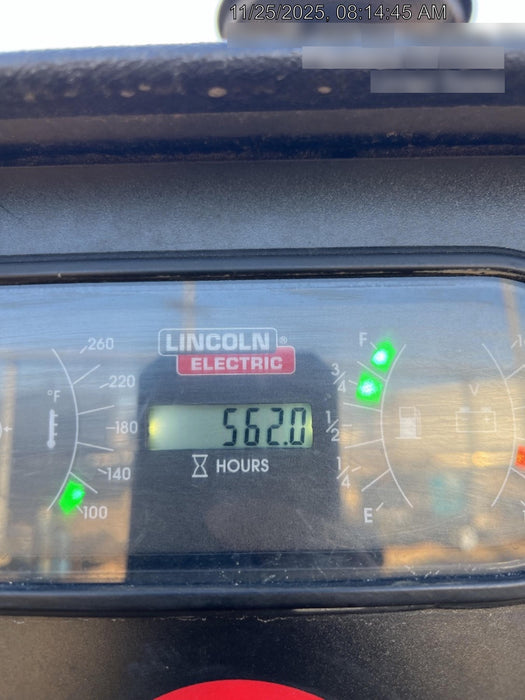 11/25/2025, 08:14:45 AM
LINCOLN®
ELECTRIC
562.0
HOURS
260
220
°F
180
140
100
F
3/4
1/2
1/4
E
V